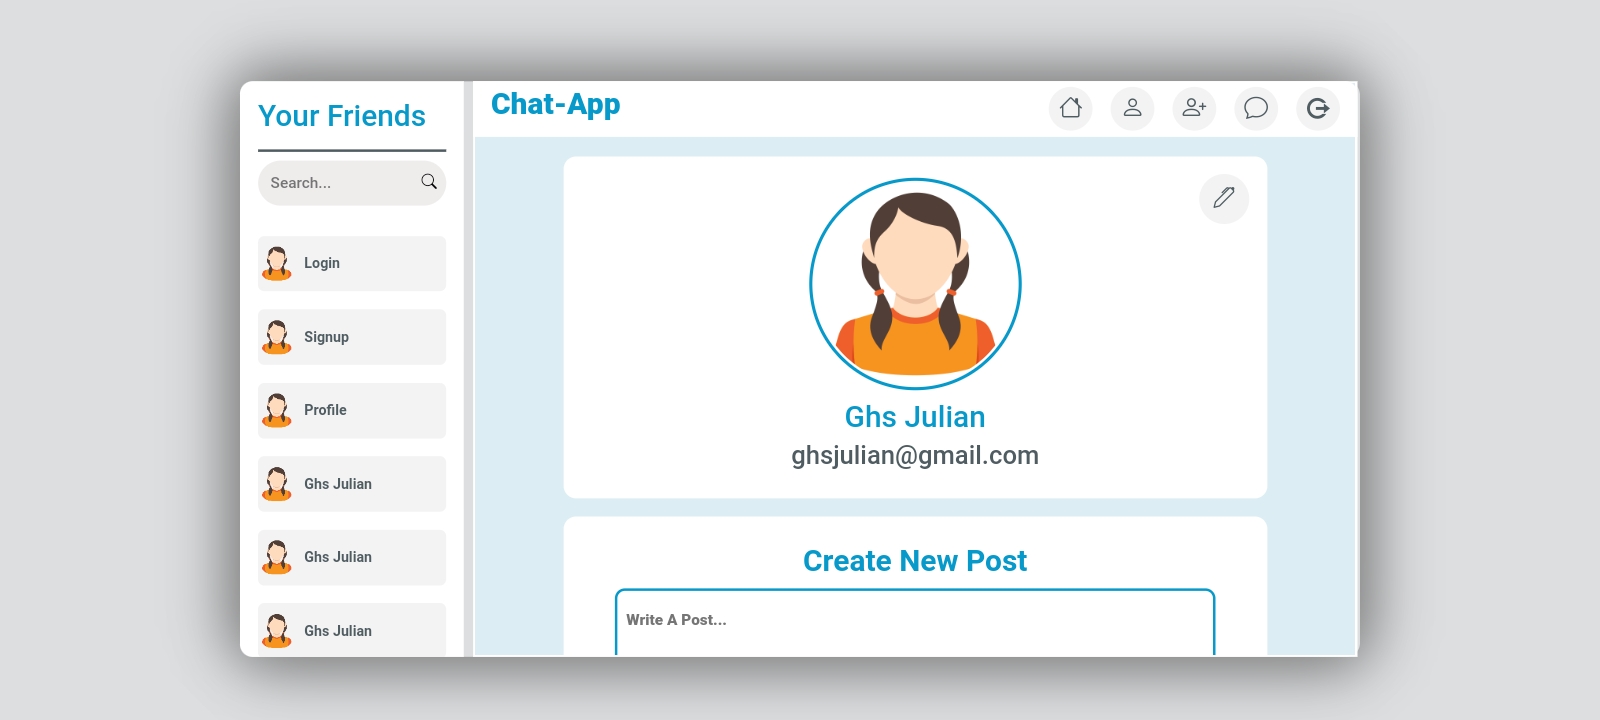 Your Friends
Search...
Login
Signup
Profile
Ghs Julian
Ghs Julian
Ghs Julian
Chat-App
Ghs Julian
ghsjulian@gmail.com
Create New Post
Write A Post...